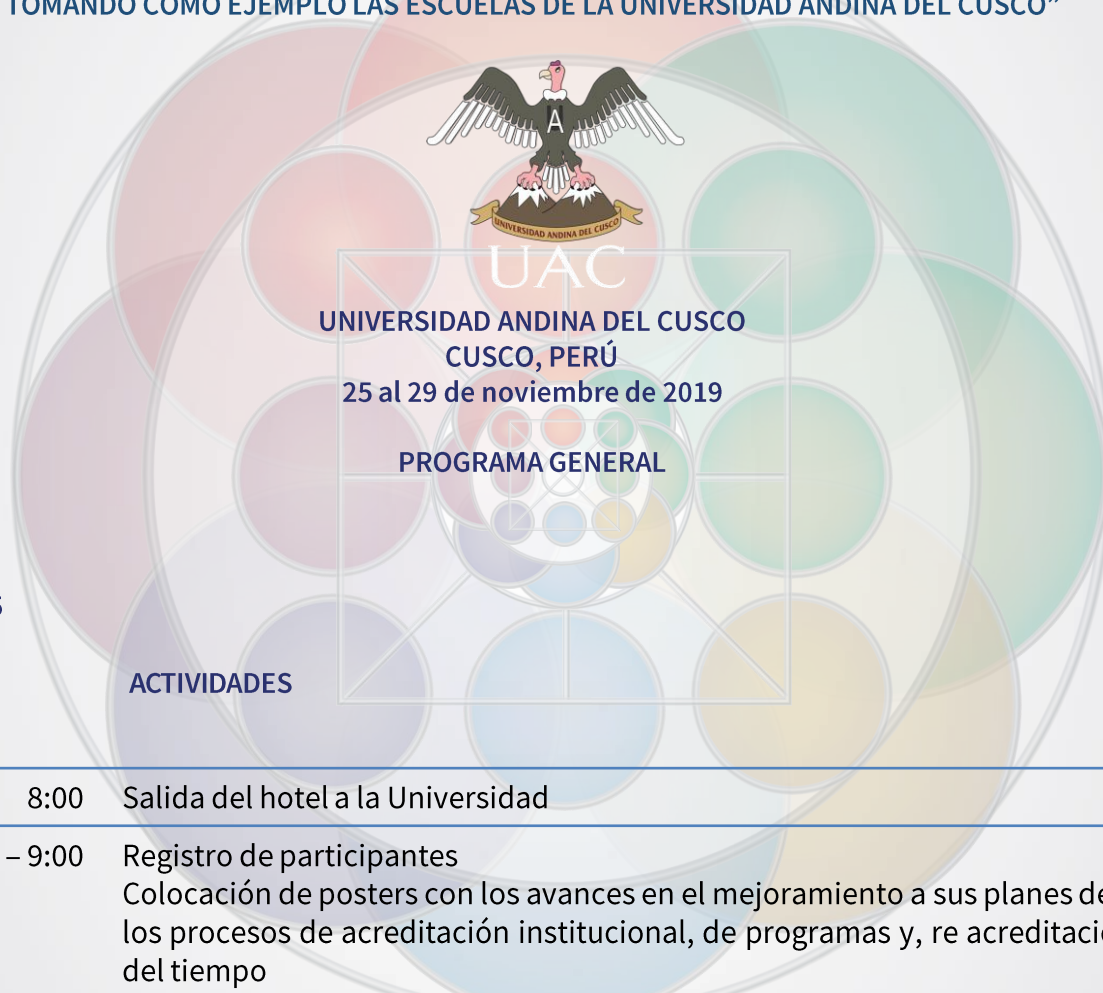 TOMANDO COMO EJEMPLO LAS ESCUELAS DE LA UNIVERSIDAD ANDINA DEL CUSCO”
A
UNIVERSIDAD ANDINA DEL CUSCO
UAC
UNIVERSIDAD ANDINA DEL CUSCO
CUSCO, PERÚ
25 al 29 de noviembre de 2019
PROGRAMA GENERAL
ACTIVIDADES
8:00 Salida del hotel a la Universidad
– 9:00 Registro de participantes
Colocación de posters con los avances en el mejoramiento a sus planes de
los procesos de acreditación institucional, de programas y, re acreditaci
del tiempo